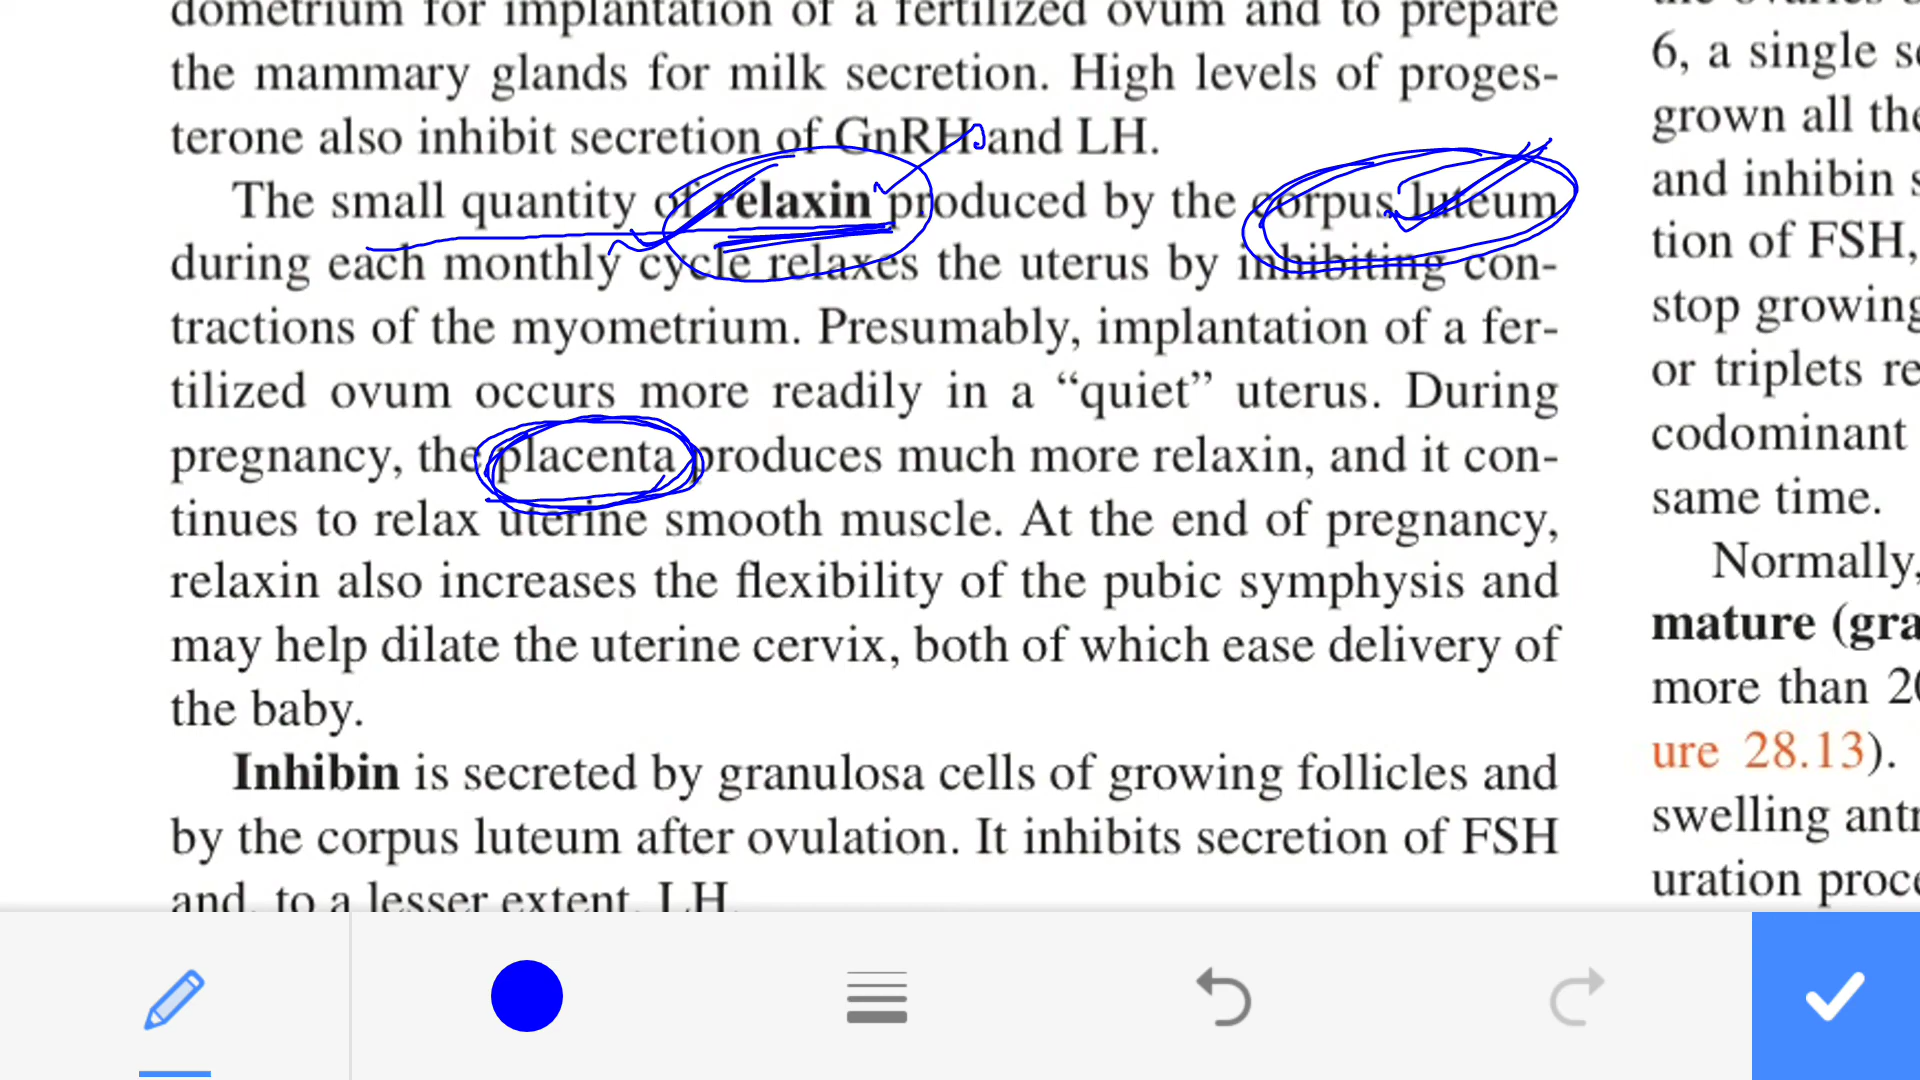 dometrium for implantation of a fertilized ovum and to prepare
the mammary glands for milk secretion. High levels of proges-
terone also inhibit secretion of GnRH and LH.
The small quantity of relaxin produced by the corpus luteum
during each monthly cycle relaxes the uterus by inhibiting con-
tractions of the myometrium. Presumably, implantation of a fer-
tilized ovum occurs more readily in a “quiet” uterus. During
pregnancy, the placenta produces much more relaxin, and it con-
tinues to relax uterine smooth muscle. At the end of pregnancy,
relaxin also increases the flexibility of the pubic symphysis and
may help dilate the uterine cervix, both of which ease delivery of
the baby.
Inhibin is secreted by granulosa cells of growing follicles and
by the corpus luteum after ovulation. It inhibits secretion of FSH
and, to a lesser extent, LH.
6, a single
grown all
and inhibin
tion of FSH,
stop growing
or triplets
codominant
same time.
Normally,
mature (gra
more than
ure 28.13).
swelling
uration